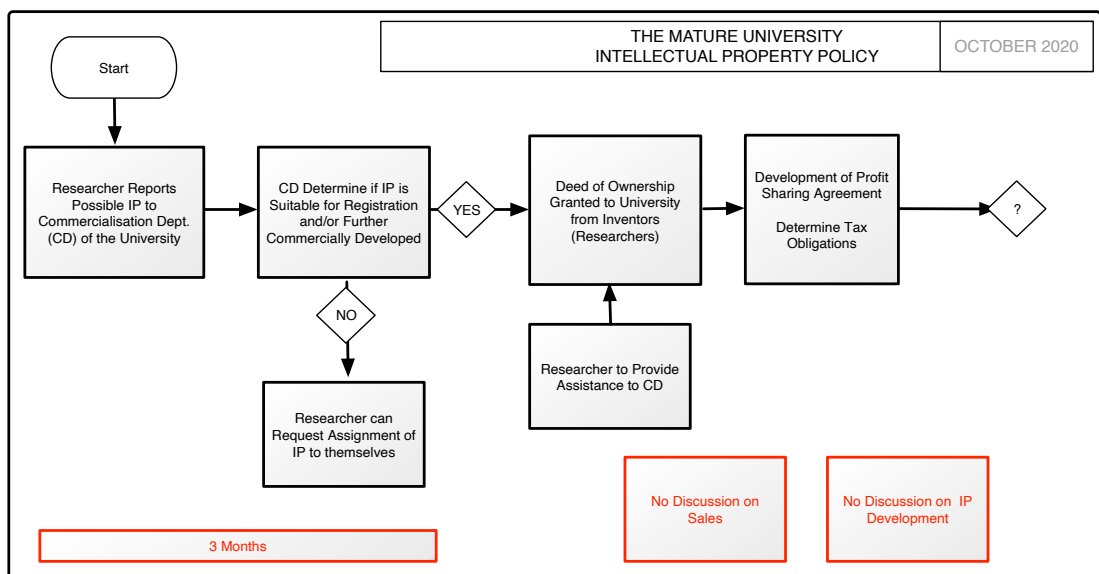 THE MATURE UNIVERSITY
INTELLECTUAL PROPERTY POLICY
OCTOBER 2020
Start
Researcher Reports
Possible IP to
Commercialisation Dept.
(CD) of the University
CD Determine if IP is
Suitable for Registration
and/or Further
Commercially Developed
YES
Deed of Ownership
Granted to University
from Inventors
(Researchers)
Development of Profit
Sharing Agreement
Determine Tax
Obligations
?
NO
Researcher to Provide
Assistance to CD
Researcher can
Request Assignment of
IP to themselves
No Discussion on
Sales
No Discussion on IP
Development
3 Months